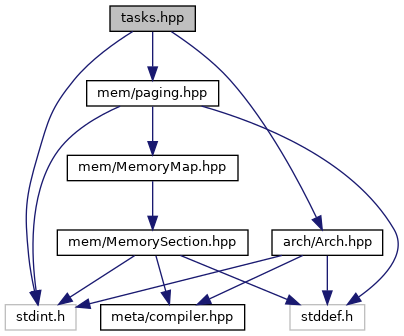 tasks.hpp
mem/paging.hpp
mem/MemoryMap.hpp
mem/MemorySection.hpp
arch/Arch.hpp
stdint.h
meta/compiler.hpp
stddef.h